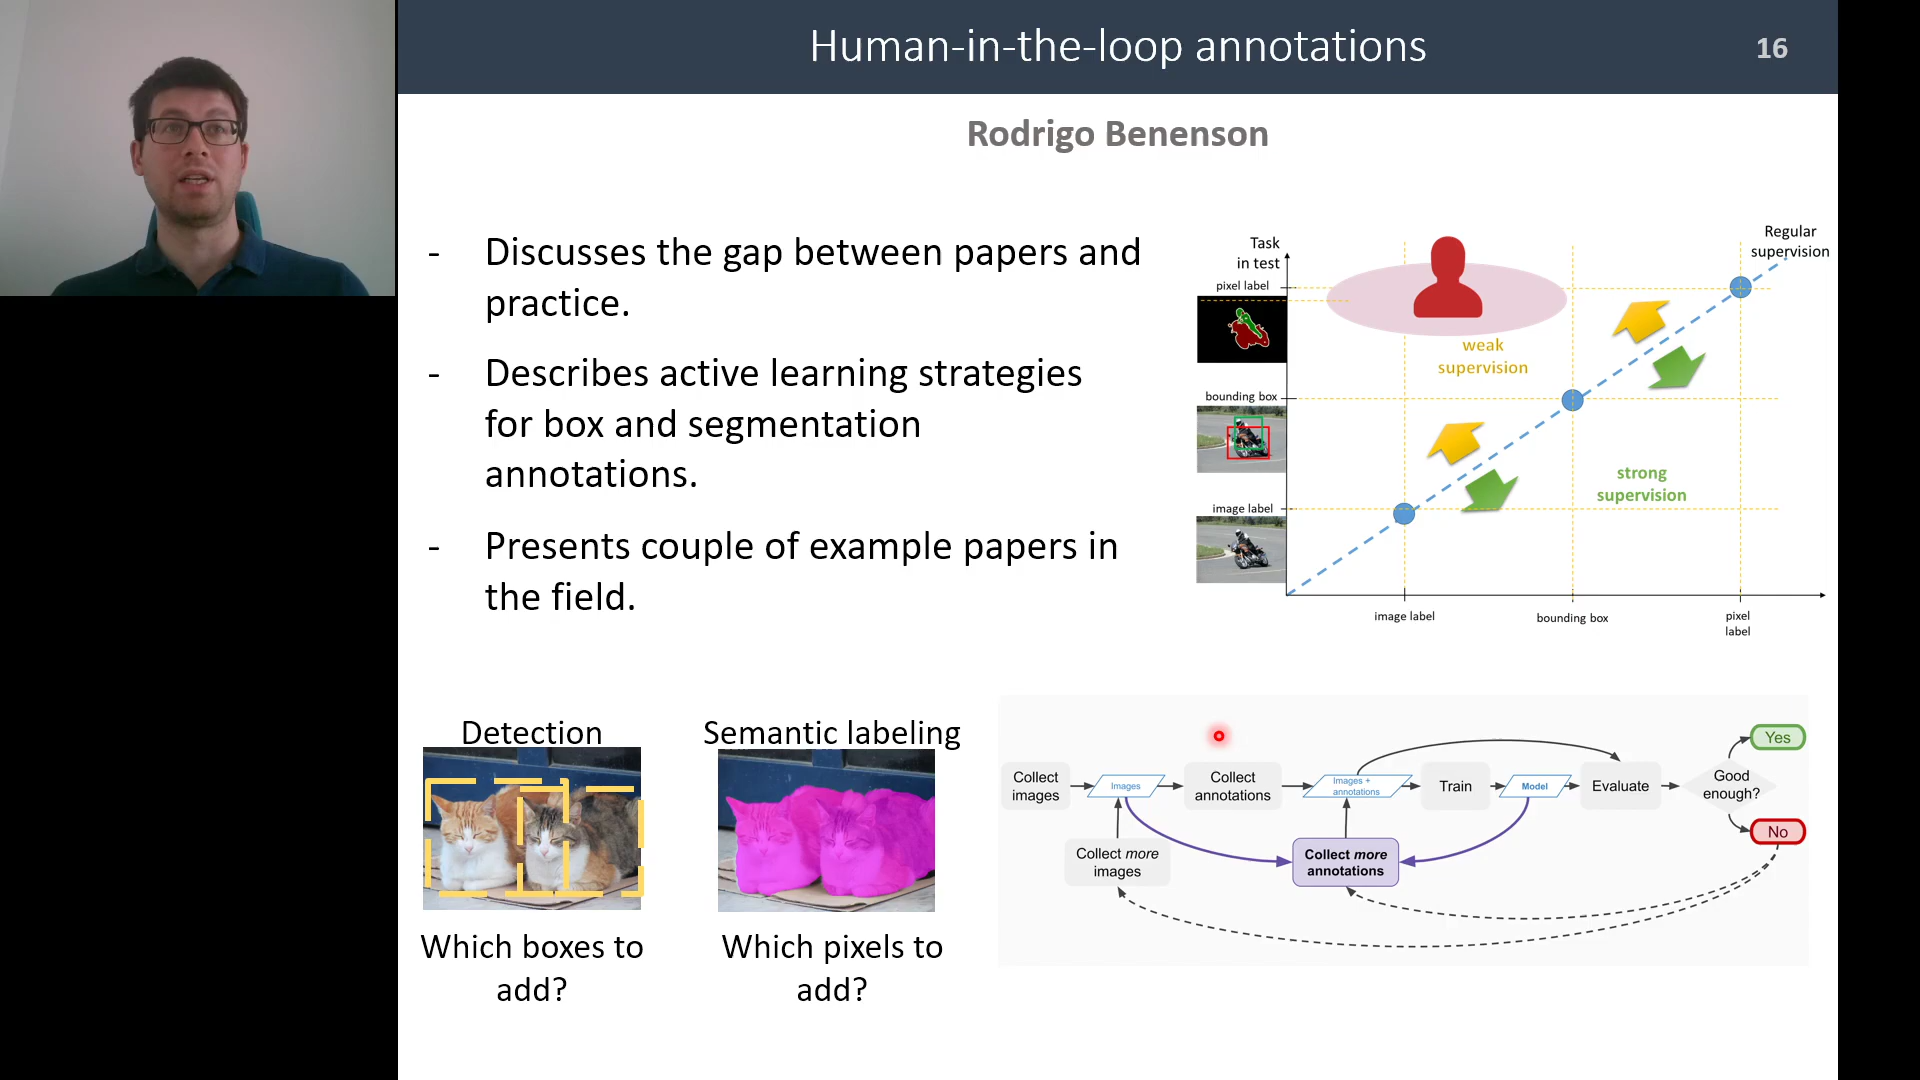 Human-in-the-loop annotations
16
Rodrigo Benenson
- Discusses the gap between papers and
practice.
- Describes active learning strategies
for box and segmentation
annotations.
- Presents couple of example papers in
the field.
Task
in test
pixel label
bounding box
image label
Regular
supervision
weak
supervision
strong
supervision
image label
bounding box
pixel
label
Detection
Which boxes to
add?
Semantic labeling
Which pixels to
add?
Collect
images
Images
Collect
annotations
Images +
annotations
Train
Model
Evaluate
Good
enough?
Yes
No
Collect more
images
Collect more
annotations